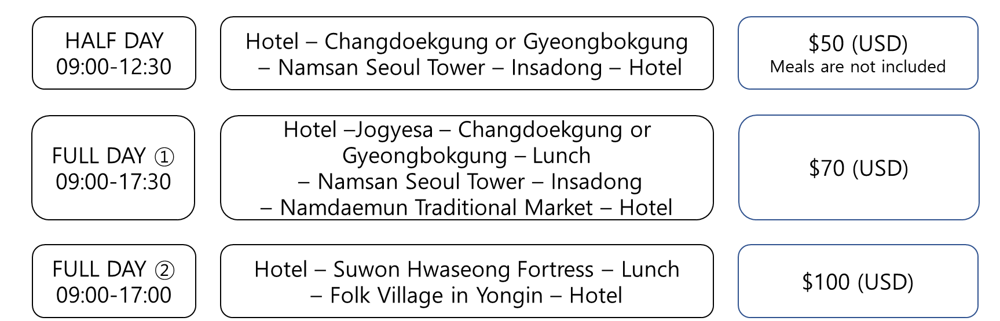 HALF DAY
09:00-12:30
Hotel – Changdoekgung or Gyeongbokgung
– Namsan Seoul Tower – Insadong – Hotel
$50 (USD)
Meals are not included
FULL DAY ①
09:00-17:30
Hotel –Jogyesa – Changdoekgung or
Gyeongbokgung – Lunch
– Namsan Seoul Tower – Insadong
– Namdaemun Traditional Market – Hotel
$70 (USD)
FULL DAY ②
09:00-17:00
Hotel – Suwon Hwaseong Fortress – Lunch
– Folk Village in Yongin – Hotel
$100 (USD)